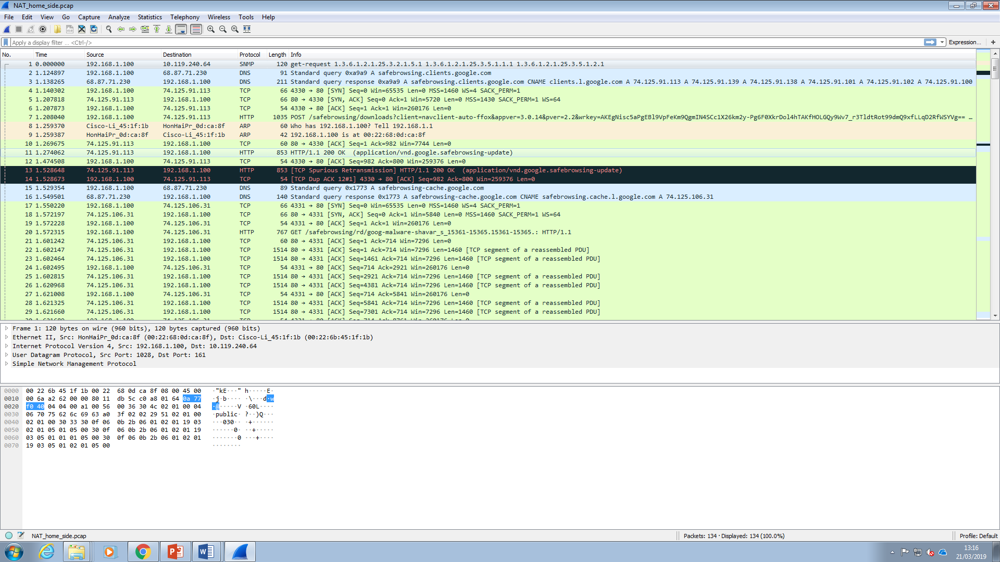 NAT_home_side.pcap
File Edit View Go Capture Analyze Statistics Telephony Wireless Tools Help
Apply a display filter ... <Ctrl-/>
Expression... +
No. Time Source Destination Protocol Length Info
1 0.000000 192.168.1.100 10.119.240.64 SNMP 120 get-request 1.3.6.1.2.1.25.3.2.1.5.1 1.3.6.1.2.1.25.3.5.1.1.1 1.3.6.1.2.1.25.3.5.1.2.1
2 1.124897 192.168.1.100 68.87.71.230 DNS 91 Standard query 0xa9a9 A safebrowsing.clients.google.com
3 1.138265 68.87.71.230 192.168.1.100 DNS 211 Standard query response 0xa9a9 A safebrowsing.clients.google.com CNAME clients.l.google.com A 74.125.91.113 A 74.125.91.139 A 74.125.91.138 A 74.125.91.101 A 74.125.91.102 A 74.125.91.100
4 1.140302 192.168.1.100 74.125.91.113 TCP 66 4330 → 80 [SYN] Seq=0 Win=65535 Len=0 MSS=1460 WS=4 SACK_PERM=1
5 1.207818 74.125.91.113 192.168.1.100 TCP 66 80 → 4330 [SYN, ACK] Seq=0 Ack=1 Win=5720 Len=0 MSS=1430 SACK_PERM=1 WS=64
6 1.207873 192.168.1.100 74.125.91.113 TCP 54 4330 → 80 [ACK] Seq=1 Ack=1 Win=260176 Len=0
7 1.208040 192.168.1.100 74.125.91.113 HTTP 1035 POST /safebrowsing/downloads?client=navclient-auto-ffox&appver=3.0.14&pver=2.2&wrkey=AKEgNisc5aPgEBl9VpFeKm9QgmIN4SCc1X26km2y-Pg6F0XkrDol4hTAKfHOLGQy9Wv7_r3TldtRot99dmQ9xfLLqD2RfWSYVg== …
8 1.259370 Cisco-Li_45:1f:1b HonHaiPr_0d:ca:8f ARP 60 Who has 192.168.1.100? Tell 192.168.1.1
9 1.259387 HonHaiPr_0d:ca:8f Cisco-Li_45:1f:1b ARP 42 192.168.1.100 is at 00:22:68:0d:ca:8f
10 1.269675 74.125.91.113 192.168.1.100 TCP 60 80 → 4330 [ACK] Seq=1 Ack=982 Win=7744 Len=0
11 1.274062 74.125.91.113 192.168.1.100 HTTP 853 HTTP/1.1 200 OK (application/vnd.google.safebrowsing-update)
12 1.474508 192.168.1.100 74.125.91.113 TCP 54 4330 → 80 [ACK] Seq=982 Ack=800 Win=259376 Len=0
13 1.528648 74.125.91.113 192.168.1.100 HTTP 853 [TCP Spurious Retransmission] HTTP/1.1 200 OK (application/vnd.google.safebrowsing-update)
14 1.528673 192.168.1.100 74.125.91.113 TCP 54 [TCP Dup ACK 12#1] 4330 → 80 [ACK] Seq=982 Ack=800 Win=259376 Len=0
15 1.529354 192.168.1.100 68.87.71.230 DNS 89 Standard query 0x1773 A safebrowsing-cache.google.com
16 1.549501 68.87.71.230 192.168.1.100 DNS 140 Standard query response 0x1773 A safebrowsing-cache.google.com CNAME safebrowsing.cache.l.google.com A 74.125.106.31
17 1.550220 192.168.1.100 74.125.106.31 TCP 66 4331 → 80 [SYN] Seq=0 Win=65535 Len=0 MSS=1460 WS=4 SACK_PERM=1
18 1.572197 74.125.106.31 192.168.1.100 TCP 66 80 → 4331 [SYN, ACK] Seq=0 Ack=1 Win=5840 Len=0 MSS=1460 SACK_PERM=1 WS=64
19 1.572228 192.168.1.100 74.125.106.31 TCP 54 4331 → 80 [ACK] Seq=1 Ack=1 Win=260176 Len=0
20 1.572315 192.168.1.100 74.125.106.31 HTTP 767 GET /safebrowsing/rd/goog-malware-shavar_s_15361-15365.15361-15365.: HTTP/1.1
21 1.601242 74.125.106.31 192.168.1.100 TCP 60 80 → 4331 [ACK] Seq=1 Ack=714 Win=7296 Len=0
22 1.602147 74.125.106.31 192.168.1.100 TCP 1514 80 → 4331 [ACK] Seq=1 Ack=714 Win=7296 Len=1460 [TCP segment of a reassembled PDU]
23 1.602464 74.125.106.31 192.168.1.100 TCP 1514 80 → 4331 [ACK] Seq=1461 Ack=714 Win=7296 Len=1460 [TCP segment of a reassembled PDU]
24 1.602495 192.168.1.100 74.125.106.31 TCP 54 4331 → 80 [ACK] Seq=714 Ack=2921 Win=260176 Len=0
25 1.602815 74.125.106.31 192.168.1.100 TCP 1514 80 → 4331 [ACK] Seq=2921 Ack=714 Win=7296 Len=1460 [TCP segment of a reassembled PDU]
26 1.620968 74.125.106.31 192.168.1.100 TCP 1514 80 → 4331 [ACK] Seq=4381 Ack=714 Win=7296 Len=1460 [TCP segment of a reassembled PDU]
27 1.621008 192.168.1.100 74.125.106.31 TCP 54 4331 → 80 [ACK] Seq=714 Ack=5841 Win=260176 Len=0
28 1.621325 74.125.106.31 192.168.1.100 TCP 1514 80 → 4331 [ACK] Seq=5841 Ack=714 Win=7296 Len=1460 [TCP segment of a reassembled PDU]
29 1.621660 74.125.106.31 192.168.1.100 TCP 1514 80 → 4331 [ACK] Seq=7301 Ack=714 Win=7296 Len=1460 [TCP segment of a reassembled PDU]
Frame 1: 120 bytes on wire (960 bits), 120 bytes captured (960 bits)
Ethernet II, Src: HonHaiPr_0d:ca:8f (00:22:68:0d:ca:8f), Dst: Cisco-Li_45:1f:1b (00:22:6b:45:1f:1b)
Internet Protocol Version 4, Src: 192.168.1.100, Dst: 10.119.240.64
User Datagram Protocol, Src Port: 1028, Dst Port: 161
Simple Network Management Protocol
0000 00 22 6b 45 1f 1b 00 22 68 0d ca 8f 08 00 45 00 ·"kE···" h·····E·
0010 00 6a a2 62 00 00 80 11 db 5c c0 a8 01 64 0a 77 ·j·b···· ·\···d·w
0020 f0 40 04 04 00 a1 00 56 00 36 30 4c 02 01 00 04 ·@·····V ·60L····
0030 06 70 75 62 6c 69 63 a0 3f 02 02 29 51 02 01 00 ·public· ?··)Q···
0040 02 01 00 30 33 30 0f 06 0b 2b 06 01 02 01 19 03 ···030·· ·+······
0050 02 01 05 01 05 00 30 0f 06 0b 2b 06 01 02 01 19 ······0· ··+·····
0060 03 05 01 01 01 05 00 30 0f 06 0b 2b 06 01 02 01 ·······0 ···+····
0070 19 03 05 01 02 01 05 00 ········
NAT_home_side.pcap
Packets: 134 · Displayed: 134 (100.0%)
Profile: Default
13:16
21/03/2019